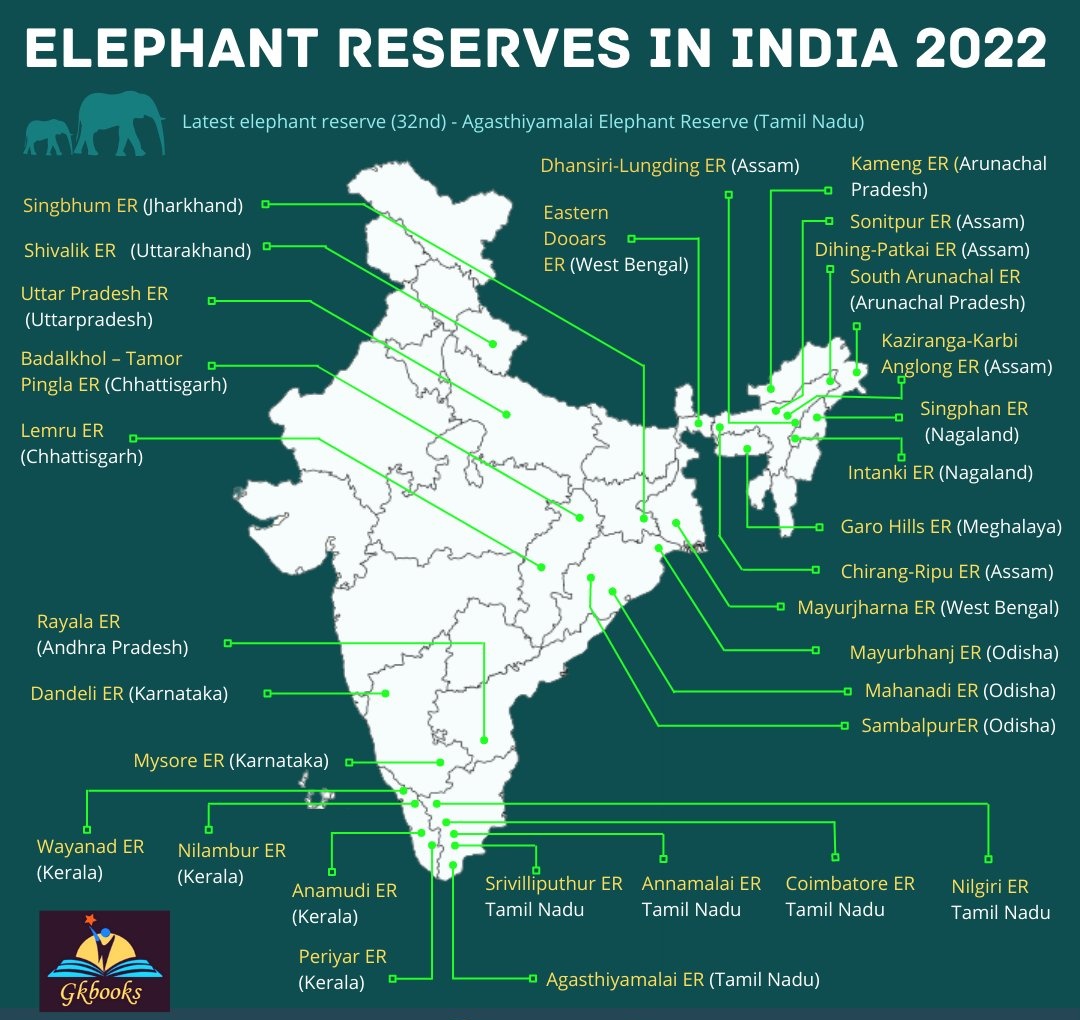 ELEPHANT RESERVES IN INDIA 2022
Latest elephant reserve (32nd) - Agasthiyamalai Elephant Reserve (Tamil Nadu)
Singbhum ER (Jharkhand)
Shivalik ER (Uttarakhand)
Uttar Pradesh ER
(Uttarpradesh)
Badalkhol – Tamor
Pingla ER (Chhattisgarh)
Lemru ER
(Chhattisgarh)
Dhansiri-Lungding ER (Assam)
Eastern
Dooars
ER (West Bengal)
Kameng ER (Arunachal
Pradesh)
Sonitpur ER (Assam)
Dihing-Patkai ER (Assam)
South Arunachal ER
(Arunachal Pradesh)
Kaziranga-Karbi
Anglong ER (Assam)
Singphan ER
(Nagaland)
Intanki ER (Nagaland)
Garo Hills ER (Meghalaya)
Chirang-Ripu ER (Assam)
Mayurjharna ER (West Bengal)
Mayurbhanj ER (Odisha)
Mahanadi ER (Odisha)
SambalpurER (Odisha)
Rayala ER
(Andhra Pradesh)
Dandeli ER (Karnataka)
Mysore ER (Karnataka)
Wayanad ER
(Kerala)
Nilambur ER
(Kerala)
Anamudi ER
(Kerala)
Periyar ER
(Kerala)
Srivilliputhur ER
Tamil Nadu
Annamalai ER
Tamil Nadu
Coimbatore ER
Tamil Nadu
Nilgiri ER
Tamil Nadu
Agasthiyamalai ER (Tamil Nadu)
Gkbooks